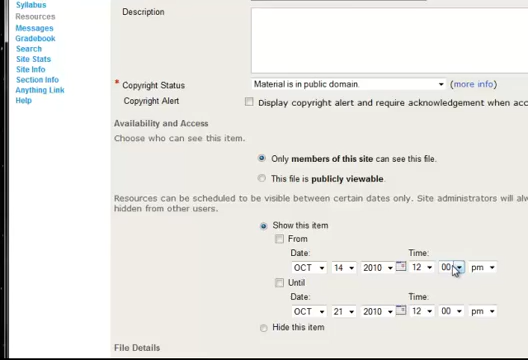 Syllabus
Resources
Messages
Gradebook
Search
Site Stats
Site Info
Section Info
Anything Link
Help
Description
* Copyright Status Material is in public domain. (more info)
Copyright Alert Display copyright alert and require acknowledgement when acc
Availability and Access
Choose who can see this item.
Only members of this site can see this file.
This file is publicly viewable.
Resources can be scheduled to be visible between certain dates only. Site administrators will alw
hidden from other users.
Show this item
From
Date: Time:
OCT 14 2010 12 00 pm
Until
Date: Time:
OCT 21 2010 12 00 pm
Hide this item
File Details